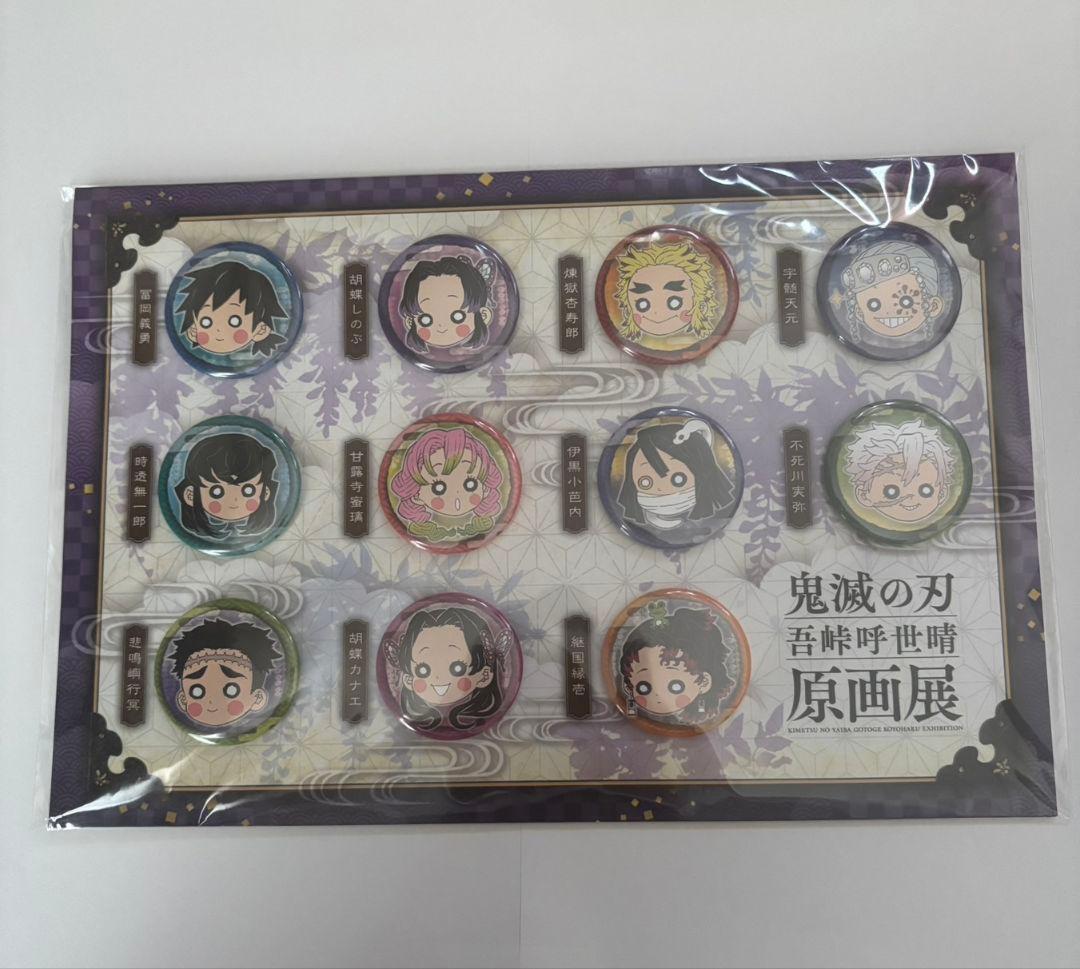 冨岡義勇
胡蝶しのぶ
煉獄杏寿郎
宇髄天元
時透無一郎
甘露寺蜜璃
伊黒小芭内
不死川実弥
悲鳴嶼行冥
胡蝶カナエ
継国縁壱
鬼滅の刃
吾峠呼世晴
原画展
KIMETSU NO YAIBA GOTOGE KOYOHARU EXHIBITION